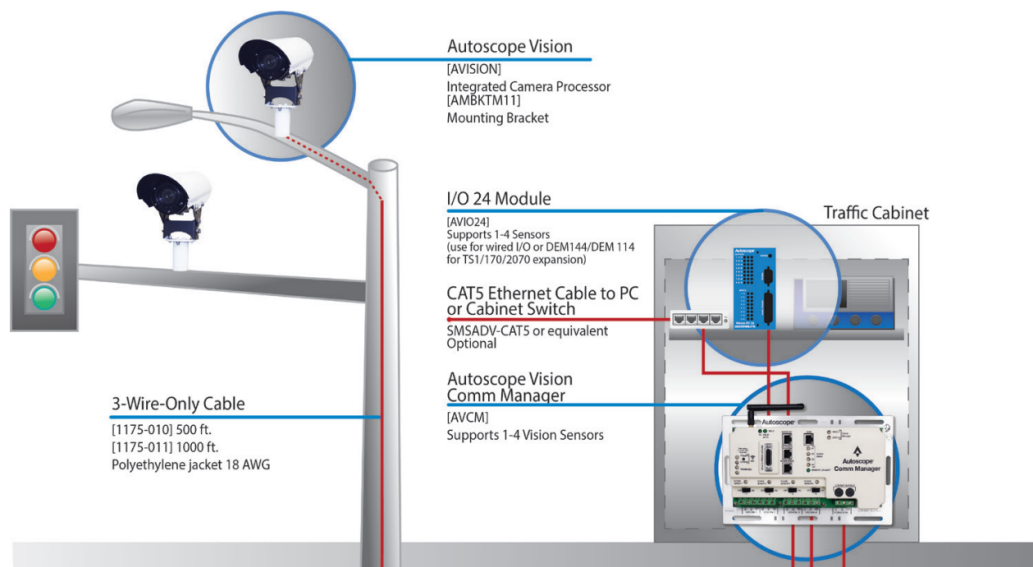 Autoscope Vision
[AVISION]
Integrated Camera Processor
[AMBKTM11]
Mounting Bracket
I/O 24 Module
[AVIO24]
Supports 1-4 Sensors
(use for wired I/O or DEM144/DEM 114
for TS1/170/2070 expansion)
Traffic Cabinet
CAT5 Ethernet Cable to PC
or Cabinet Switch
SMSADV-CAT5 or equivalent
Optional
Autoscope Vision
Comm Manager
[AVCM]
Supports 1-4 Vision Sensors
3-Wire-Only Cable
[1175-010] 500 ft.
[1175-011] 1000 ft.
Polyethylene jacket 18 AWG
Autoscope
Autoscope
Autoscope
Comm Manager